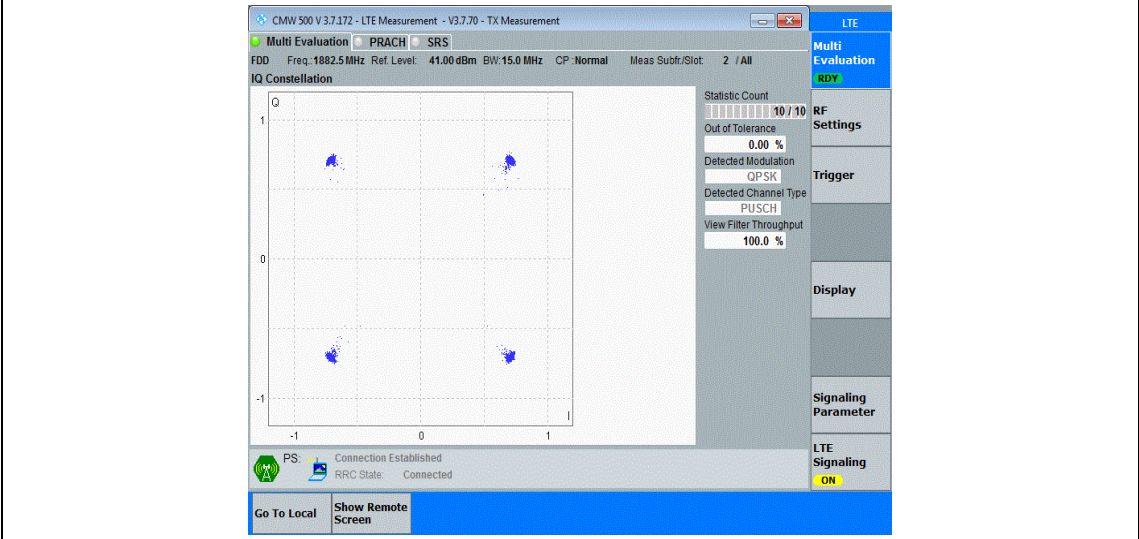 CMW 500 V 3.7.172 - LTE Measurement - V3.7.70 - TX Measurement
LTE
Multi Evaluation PRACH SRS
FDD Freq.:1882.5 MHz Ref. Level: 41.00 dBm BW:15.0 MHz CP :Normal Meas Subfr./Slot: 2 / All
IQ Constellation
Q
1
0
-1
-1 0 1
I
Statistic Count
10 / 10
Out of Tolerance
0.00 %
Detected Modulation
QPSK
Detected Channel Type
PUSCH
View Filter Throughput
100.0 %
Multi
Evaluation
RDY
RF
Settings
Trigger
Display
Signaling
Parameter
LTE
Signaling
ON
PS: Connection Established
RRC State: Connected
Go To Local
Show Remote
Screen